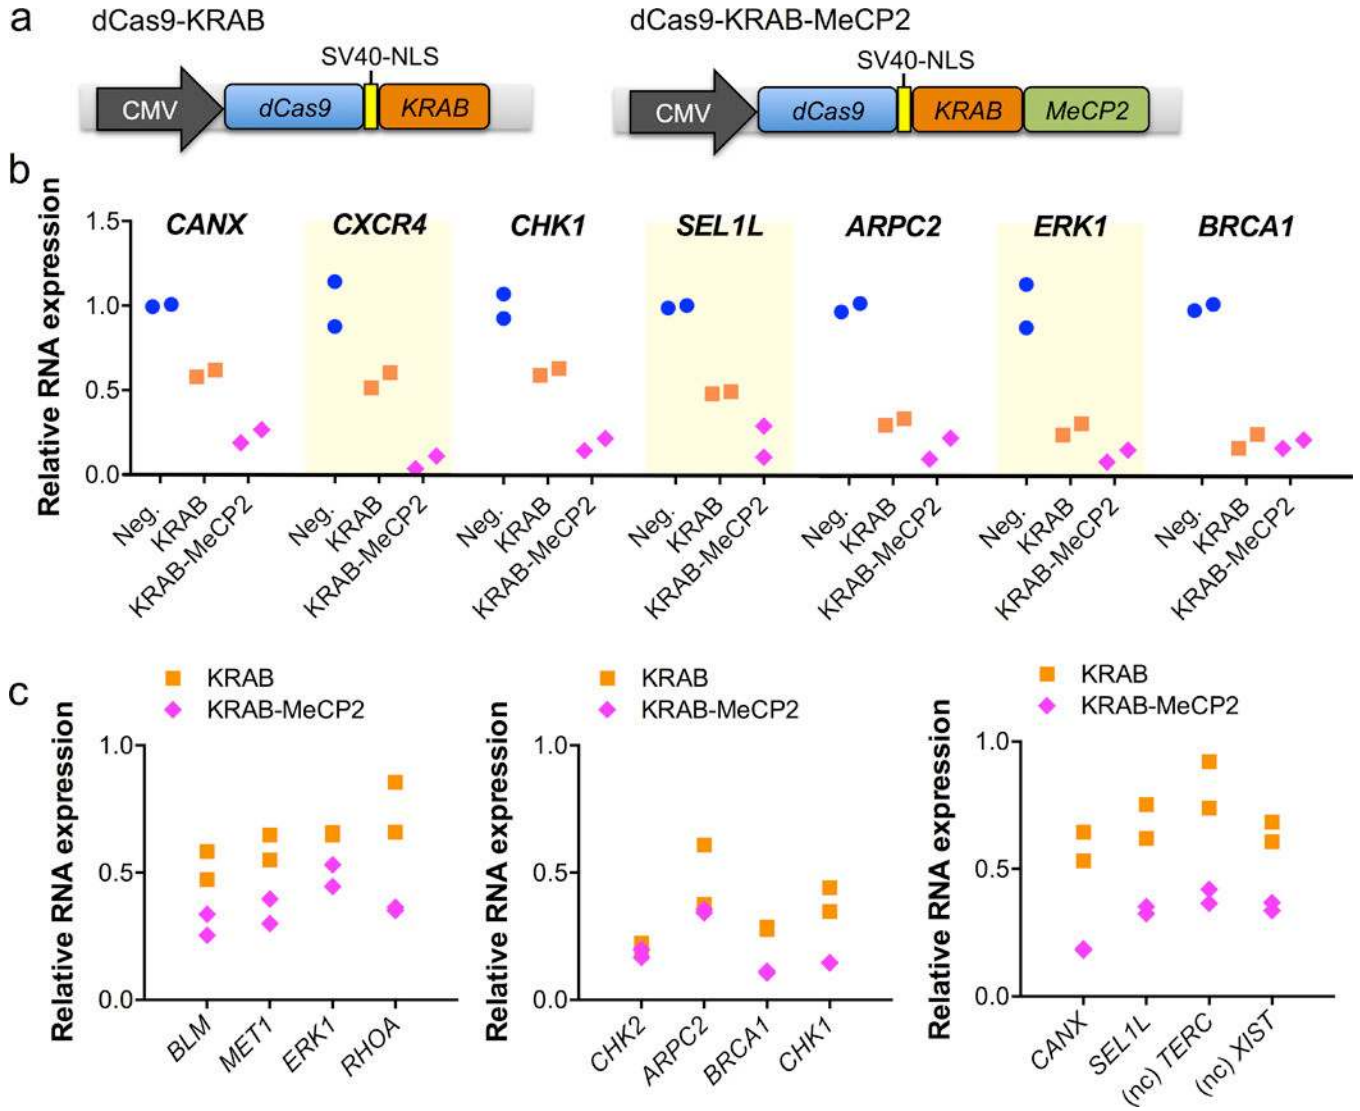 a
dCas9-KRAB
dCas9-KRAB-MeCP2
SV40-NLS
SV40-NLS
CMV dCas9 KRAB
CMV dCas9 KRAB MeCP2
b
Relative RNA expression
1.5
1.0
0.5
0.0
CANX CXCR4 CHK1 SEL1L ARPC2 ERK1 BRCA1
Neg. KRAB KRAB-MeCP2
Neg. KRAB KRAB-MeCP2
Neg. KRAB KRAB-MeCP2
Neg. KRAB KRAB-MeCP2
Neg. KRAB KRAB-MeCP2
Neg. KRAB KRAB-MeCP2
Neg. KRAB KRAB-MeCP2
c
KRAB
KRAB-MeCP2
Relative RNA expression
1.0
0.5
0.0
BLM MET1 ERK1 RHOA
KRAB
KRAB-MeCP2
Relative RNA expression
1.0
0.5
0.0
CHK2 ARPC2 BRCA1 CHK1
KRAB
KRAB-MeCP2
Relative RNA expression
1.0
0.5
0.0
CANX SEL1L (nc) TERC (nc) XIST